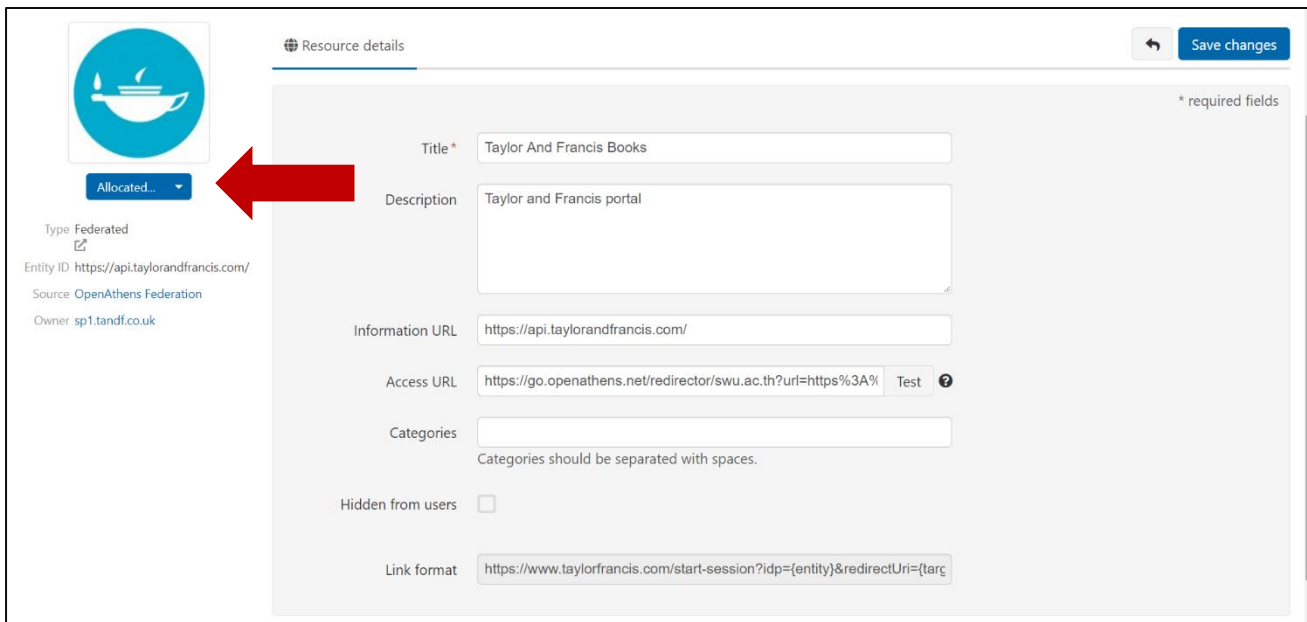 Resource details
Save changes
* required fields
Title *
Taylor And Francis Books
Allocated...
Description
Taylor and Francis portal
Type Federated
Entity ID https://api.taylorandfrancis.com/
Source OpenAthens Federation
Owner sp1.tandf.co.uk
Information URL
https://api.taylorandfrancis.com/
Access URL
https://go.openathens.net/redirector/swu.ac.th?url=https%3A%
Test
?
Categories
Categories should be separated with spaces.
Hidden from users
Link format
https://www.taylorfrancis.com/start-session?idp={entity}&redirectUri={targ